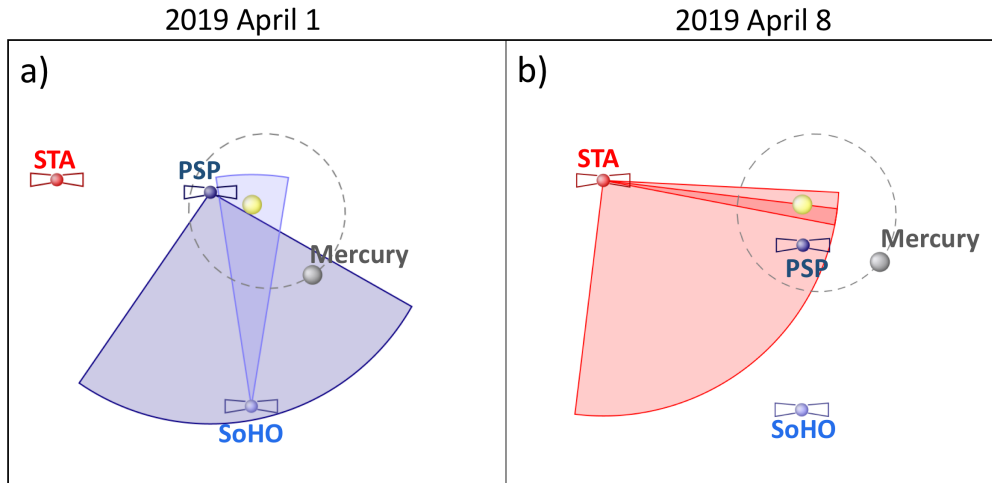 2019 April 1
2019 April 8
a)
STA
PSP
Mercury
SoHO
b)
STA
Mercury
PSP
SoHO